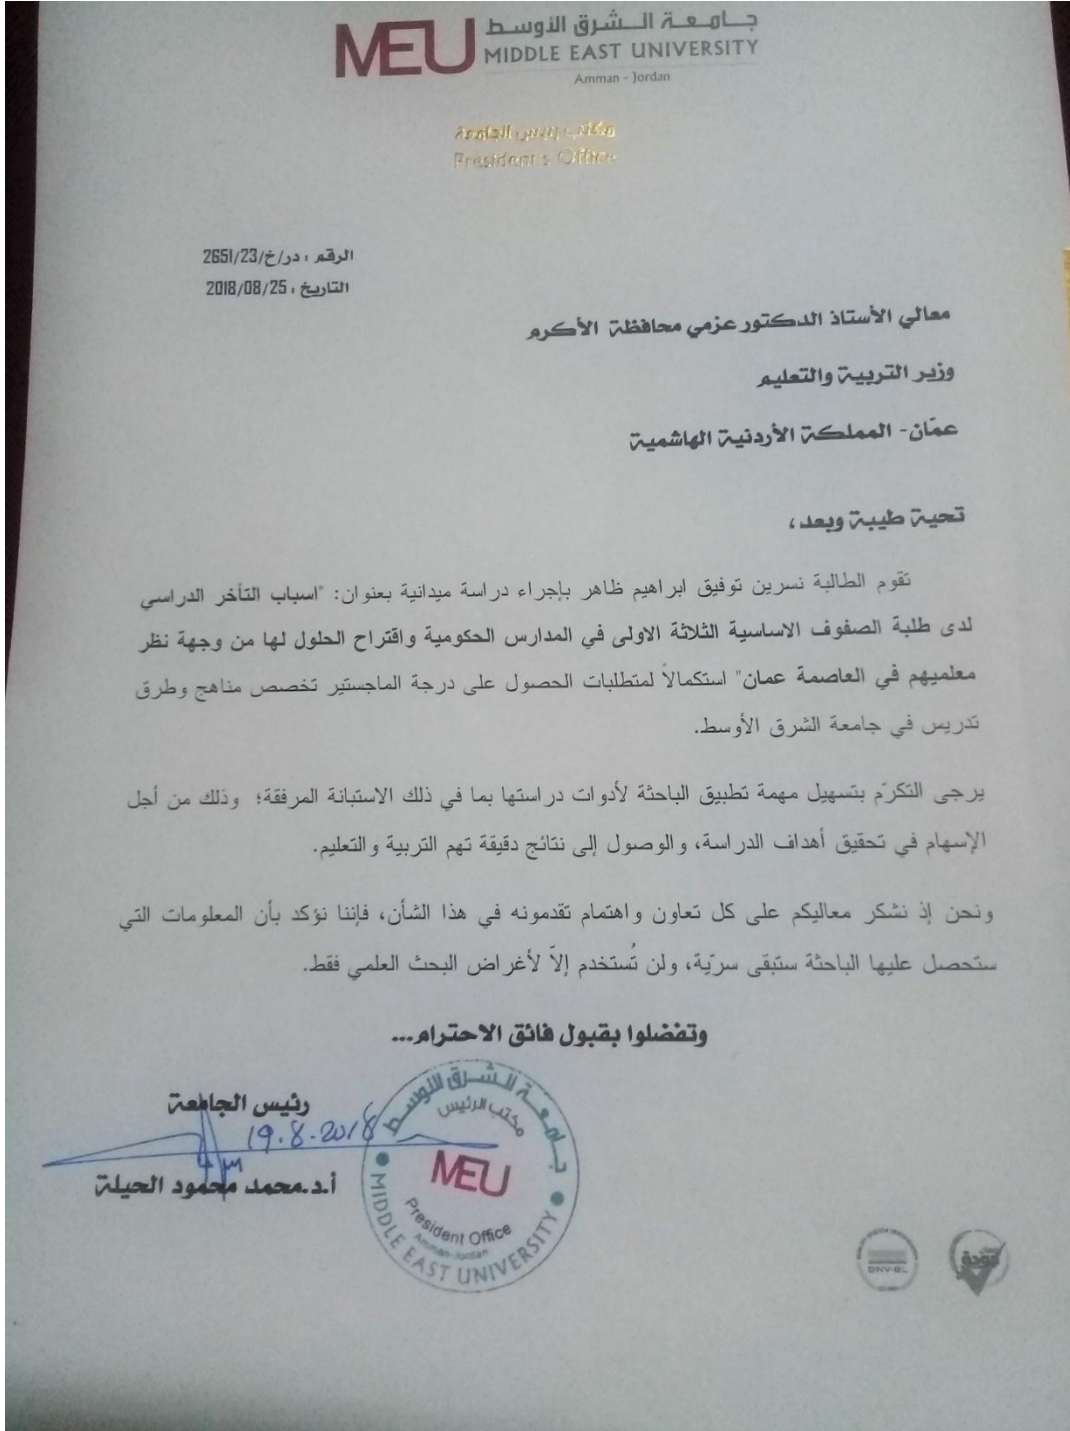 MEU
جامعة الشرق الأوسط
MIDDLE EAST UNIVERSITY
Amman - Jordan
مكتب رئيس الجامعة
President's Office
الرقم : در/خ/2651/23
التاريخ : 2018/08/25
معالي الأستاذ الدكتور عزمي محافظة الأكرم
وزير التربية والتعليم
عمّان- المملكة الأردنية الهاشمية
تحية طيبة وبعد،
تقوم الطالبة نسرين توفيق ابراهيم ظاهر بإجراء دراسة ميدانية بعنوان: "اسباب التأخر الدراسي
لدى طلبة الصفوف الاساسية الثلاثة الاولى في المدارس الحكومية واقتراح الحلول لها من وجهة نظر
معلميهم في العاصمة عمان" استكمالاً لمتطلبات الحصول على درجة الماجستير تخصص مناهج وطرق
تدريس في جامعة الشرق الأوسط.
يرجى التكرّم بتسهيل مهمة تطبيق الباحثة لأدوات دراستها بما في ذلك الاستبانة المرفقة؛ وذلك من أجل
الإسهام في تحقيق أهداف الدراسة، والوصول إلى نتائج دقيقة تهم التربية والتعليم.
ونحن إذ نشكر معاليكم على كل تعاون واهتمام تقدمونه في هذا الشأن، فإننا نؤكد بأن المعلومات التي
ستحصل عليها الباحثة ستبقى سرّية، ولن تُستخدم إلاّ لأغراض البحث العلمي فقط.
وتفضلوا بقبول فائق الاحترام...
رئيس الجامعة
19.8.2018
أ.د.محمد محمود الحيلة
جامعة الشرق الأوسط
مكتب الرئيس
MEU
President Office
Amman-Jordan
MIDDLE EAST UNIVERSITY
DNV·GL